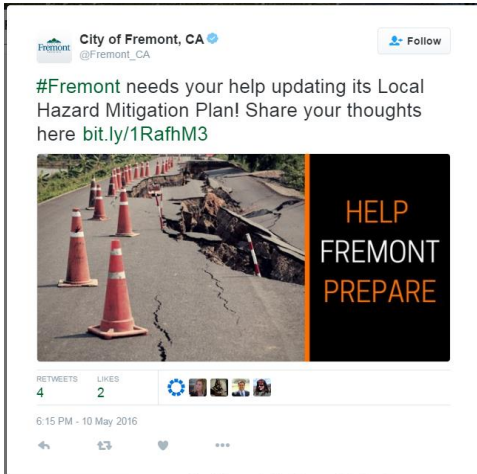 Fremont
City of Fremont, CA
@Fremont_CA
Follow
#Fremont needs your help updating its Local
Hazard Mitigation Plan! Share your thoughts
here bit.ly/1RafhM3
HELP
FREMONT
PREPARE
RETWEETS LIKES
4 2
6:15 PM - 10 May 2016